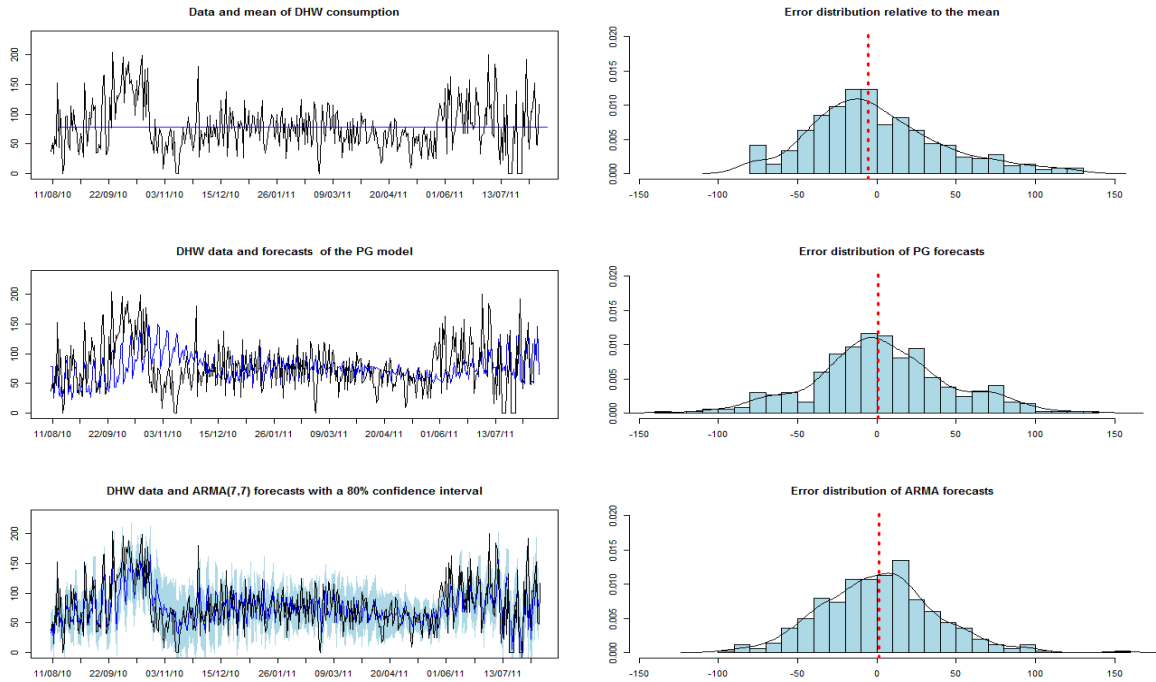 Data and mean of DHW consumption
0 50 100 150 200
11/08/10 22/09/10 03/11/10 15/12/10 26/01/11 09/03/11 20/04/11 01/06/11 13/07/11
Error distribution relative to the mean
0.000 0.005 0.010 0.015 0.020
-150 -100 -50 0 50 100 150
DHW data and forecasts of the PG model
0 50 100 150 200
11/08/10 22/09/10 03/11/10 15/12/10 26/01/11 09/03/11 20/04/11 01/06/11 13/07/11
Error distribution of PG forecasts
0.000 0.005 0.010 0.015 0.020
-150 -100 -50 0 50 100 150
DHW data and ARMA(7,7) forecasts with a 80% confidence interval
0 50 100 150 200
11/08/10 22/09/10 03/11/10 15/12/10 26/01/11 09/03/11 20/04/11 01/06/11 13/07/11
Error distribution of ARMA forecasts
0.000 0.005 0.010 0.015 0.020
-150 -100 -50 0 50 100 150